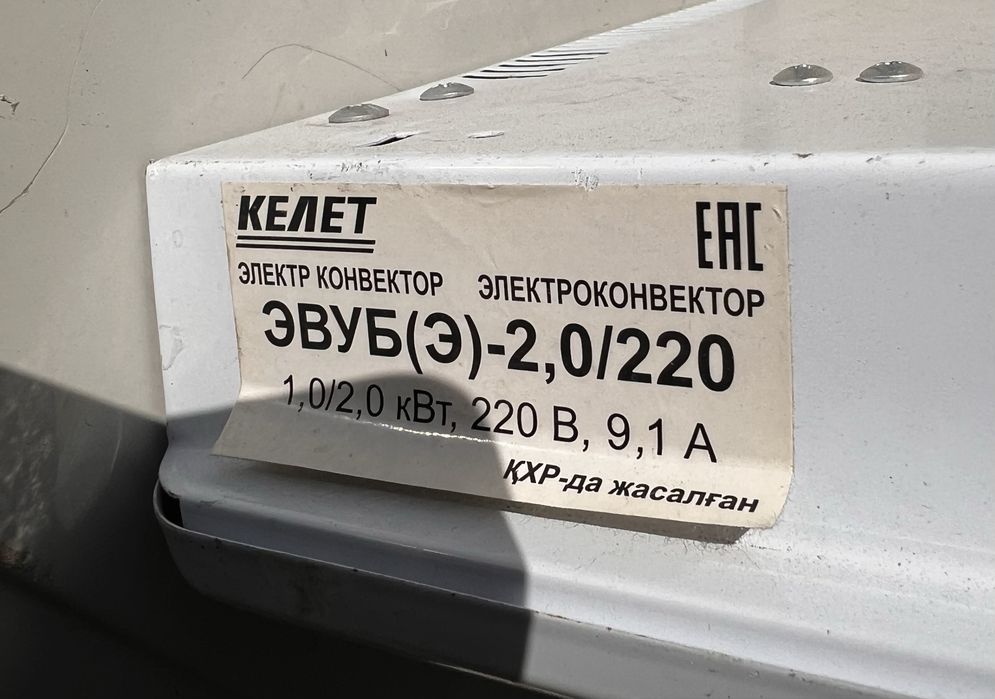 КЕЛЕТ
EAC
ЭЛЕКТР КОНВЕКТОР ЭЛЕКТРОКОНВЕКТОР
ЭВУБ(Э)-2,0/220
1,0/2,0 кВт, 220 В, 9,1 А
ҚХР-да жасалған